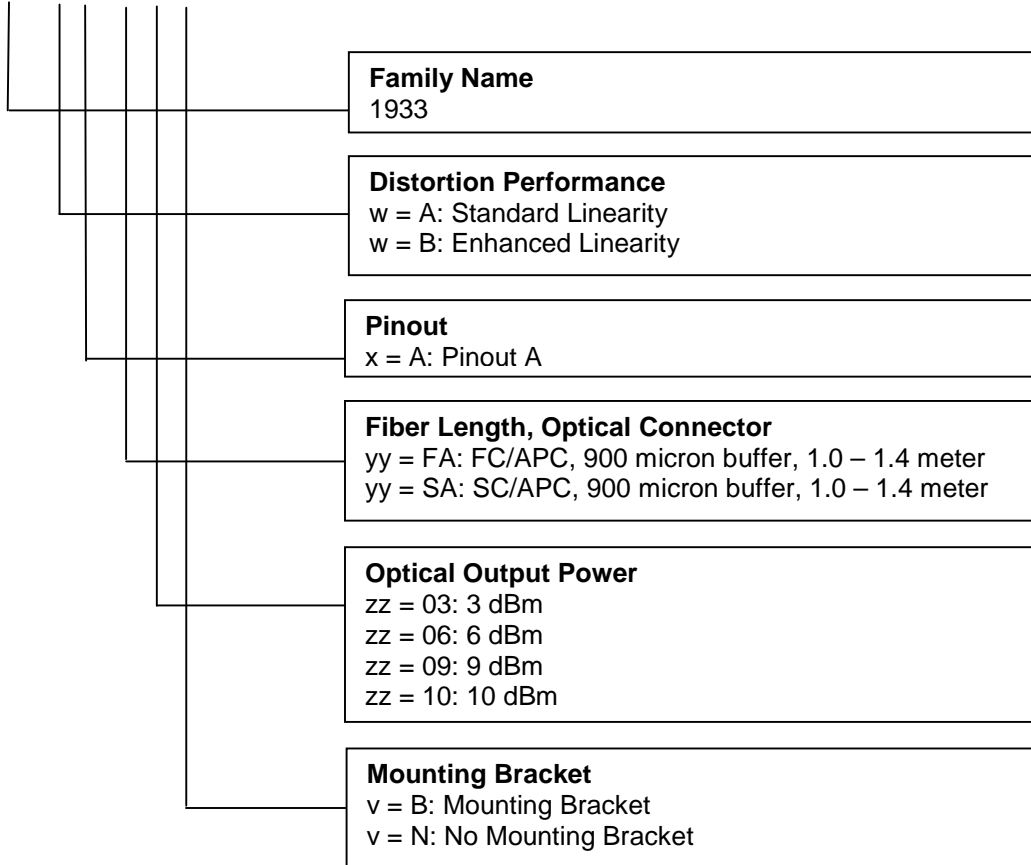 Family Name
1933
Distortion Performance
w = A: Standard Linearity
w = B: Enhanced Linearity
Pinout
x = A: Pinout A
Fiber Length, Optical Connector
yy = FA: FC/APC, 900 micron buffer, 1.0 – 1.4 meter
yy = SA: SC/APC, 900 micron buffer, 1.0 – 1.4 meter
Optical Output Power
zz = 03: 3 dBm
zz = 06: 6 dBm
zz = 09: 9 dBm
zz = 10: 10 dBm
Mounting Bracket
v = B: Mounting Bracket
v = N: No Mounting Bracket